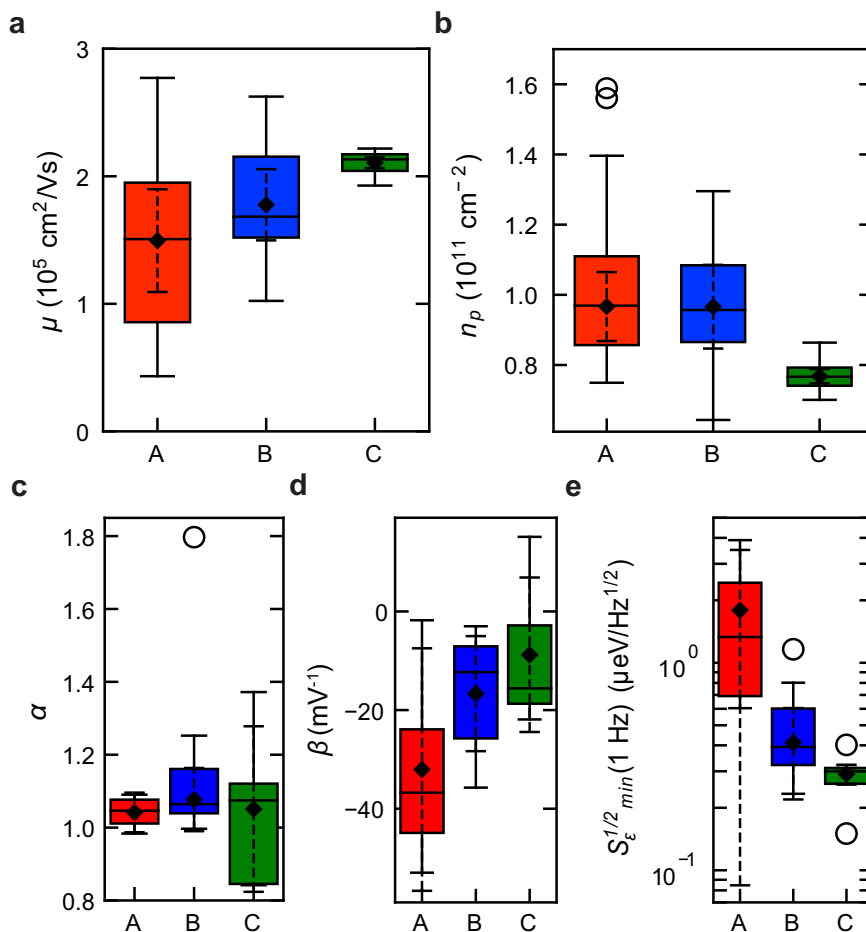 a
3
2
1
0
μ (10⁵ cm²/Vs)
A B C
b
1.6
1.4
1.2
1.0
0.8
nₚ (10¹¹ cm⁻²)
A B C
c
α
1.8
1.6
1.4
1.2
1.0
0.8
A B C
d
0
−20
−40
β (mV⁻¹)
A B C
e
10⁰
10⁻¹
S_ε^{1/2}_{min}(1 Hz) (μeV/Hz^{1/2})
A B C